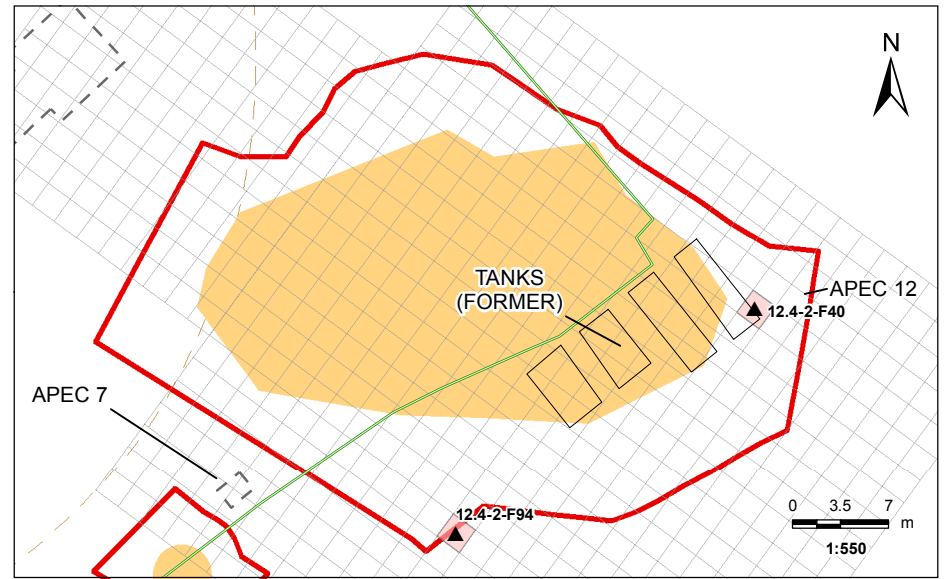 N
TANKS
(FORMER)
APEC 12
12.4-2-F40
APEC 7
12.4-2-F94
0 3.5 7
m
1:550